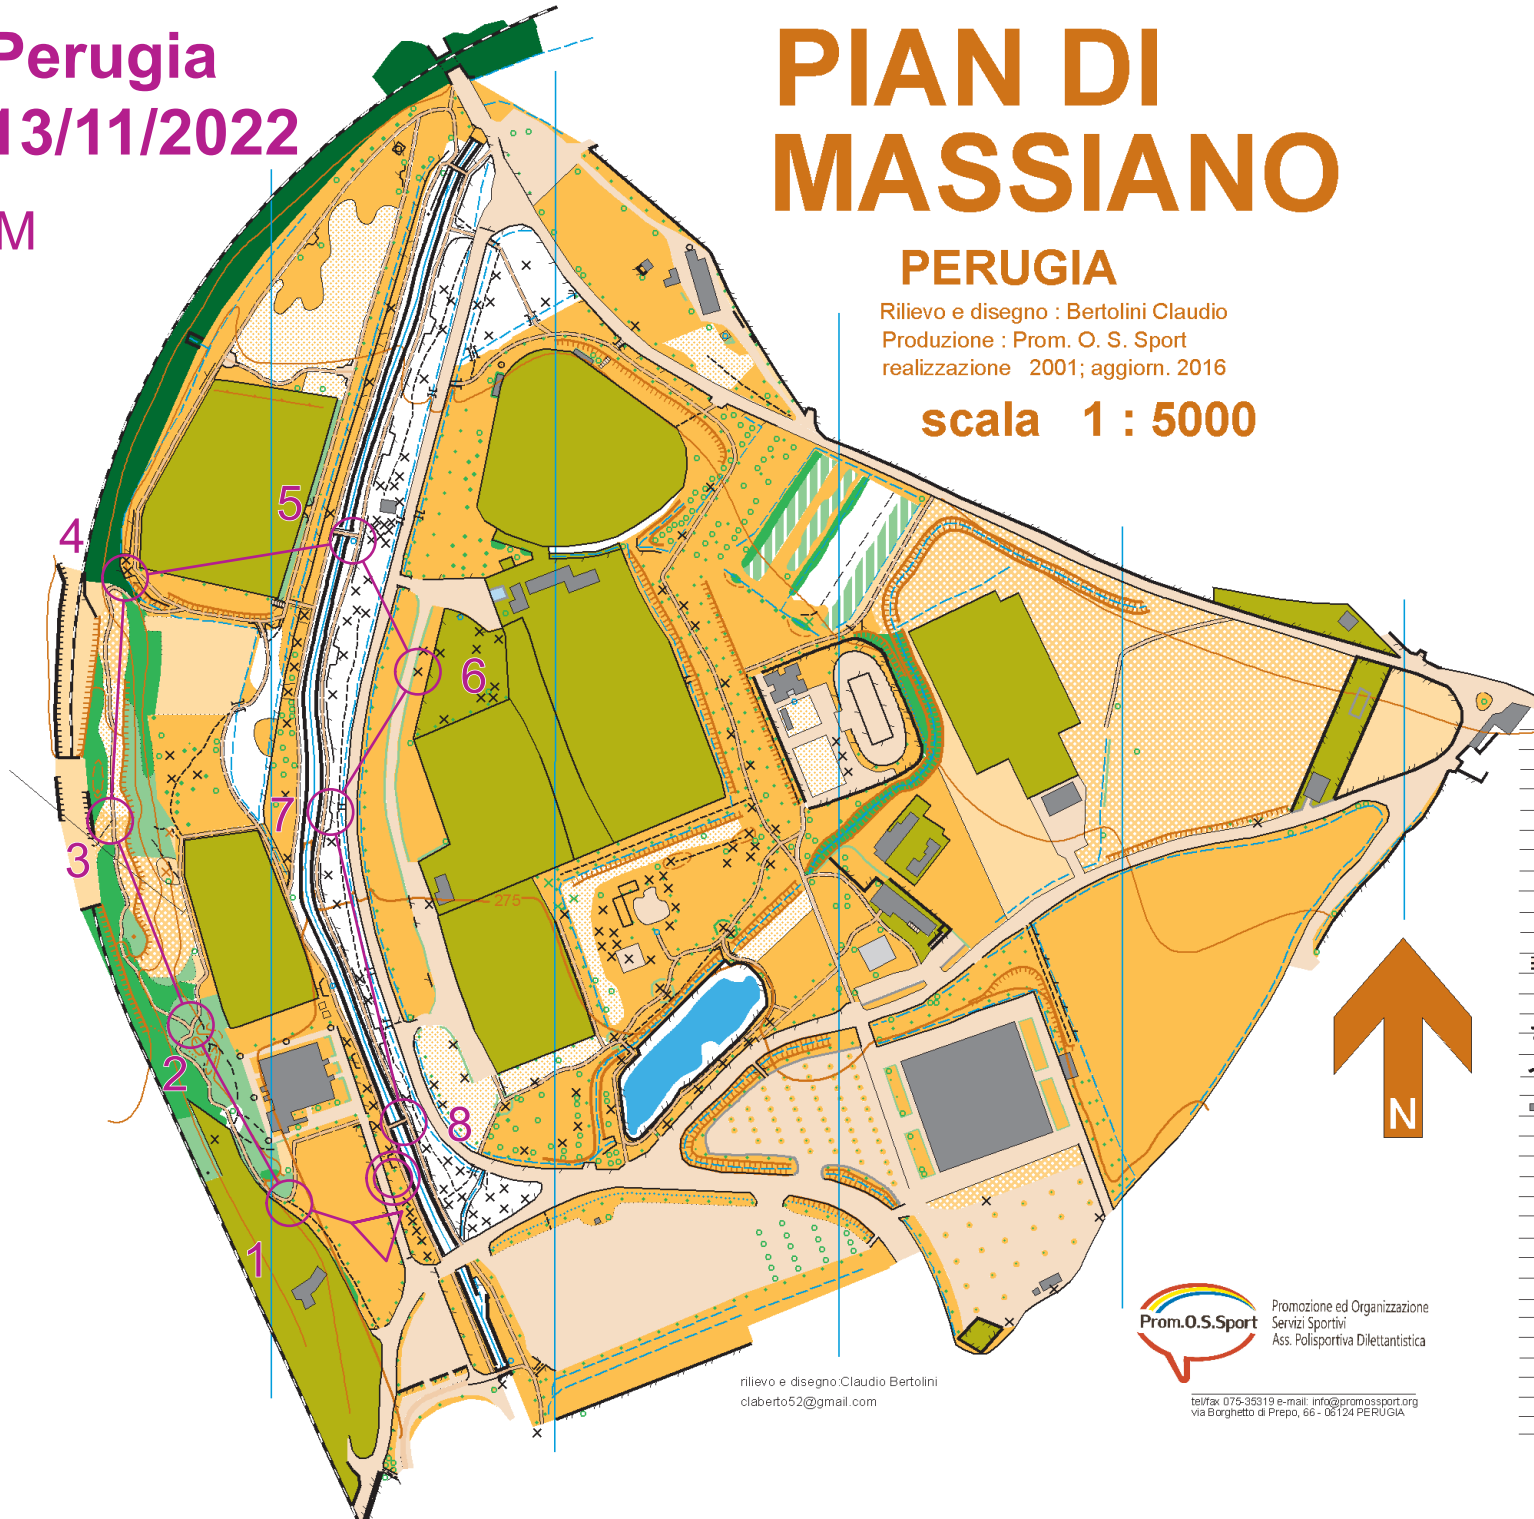 Perugia
13/11/2022
M
PIAN DI
MASSIANO
PERUGIA
Rilievo e disegno : Bertolini Claudio
Produzione : Prom. O. S. Sport
realizzazione 2001; aggiorn. 2016
scala 1 : 5000
5
4
6
7
3
275
2
8
1
N
Prom.O.S.Sport
Promozione ed Organizzazione
Servizi Sportivi
Ass. Polisportiva Dilettantistica
rilievo e disegno:Claudio Bertolini
claberto52@gmail.com
tel/fax 075-35319 e-mail: info@promossport.org
via Borghetto di Prepo, 66 - 06124 PERUGIA